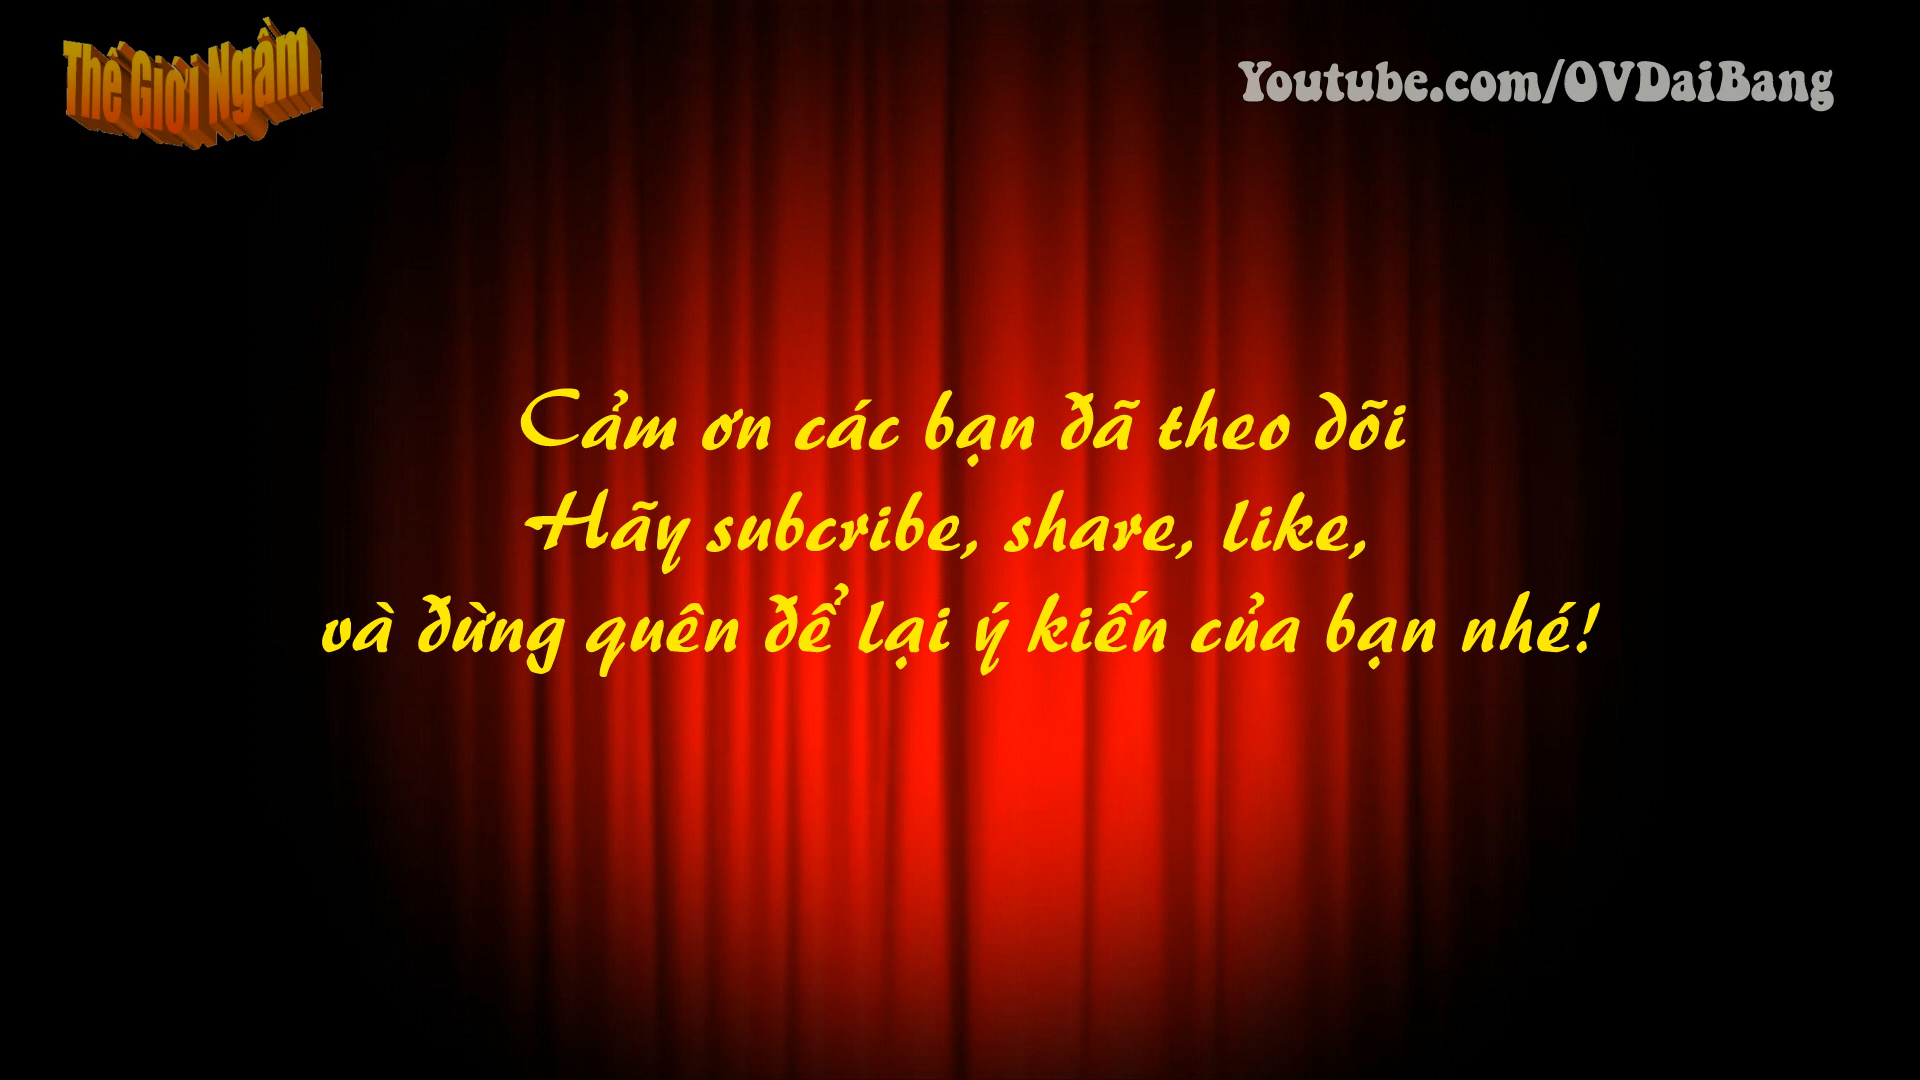 Thế Giới Ngầm
Youtube.com/OVDaiBang
Cảm ơn các bạn đã theo dõi
Hãy subcribe, share, like,
và đừng quên để lại ý kiến của bạn nhé!